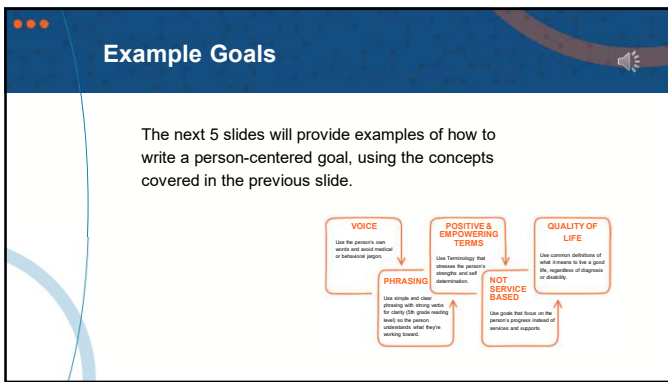 Example Goals
The next 5 slides will provide examples of how to
write a person-centered goal, using the concepts
covered in the previous slide.
VOICE
Use the person's own
words and avoid medical
or behavioral jargon.
PHRASING
Use simple and clear
phrasing with strong verbs
for clarity (5th grade reading
level) so the person
understands what they're
working toward.
POSITIVE &
EMPOWERING
TERMS
Use Terminology that
stresses the person's
strengths and self
determination.
NOT
SERVICE
BASED
Use goals that focus on the
person's progress instead of
services and supports.
QUALITY OF
LIFE
Use common definitions of
what it means to live a good
life, regardless of diagnosis
or disability.